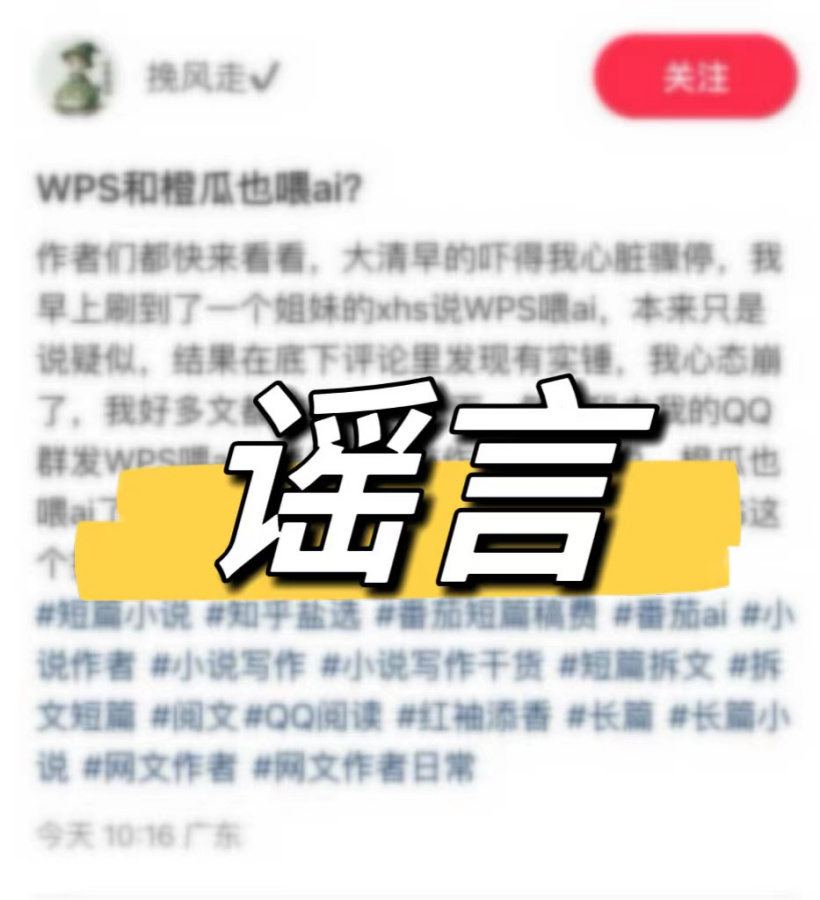 挽风走✓
关注
WPS和橙瓜也喂ai?
作者们都快来看看，大清早的吓得我心脏骤停，我
早上刷到了一个姐妹的xhs说WPS喂ai，本来只是
说疑似，结果在底下评论里发现有实锤，我心态崩
了，我好多文都 我的QQ
群发WPS喂a 橙瓜也
喂ai了 这
个
谣言
#短篇小说 #知乎盐选 #番茄短篇稿费 #番茄ai #小
说作者 #小说写作 #小说写作干货 #短篇拆文 #拆
文短篇 #阅文#QQ阅读 #红袖添香 #长篇 #长篇小
说 #网文作者 #网文作者日常
今天 10:16 广东